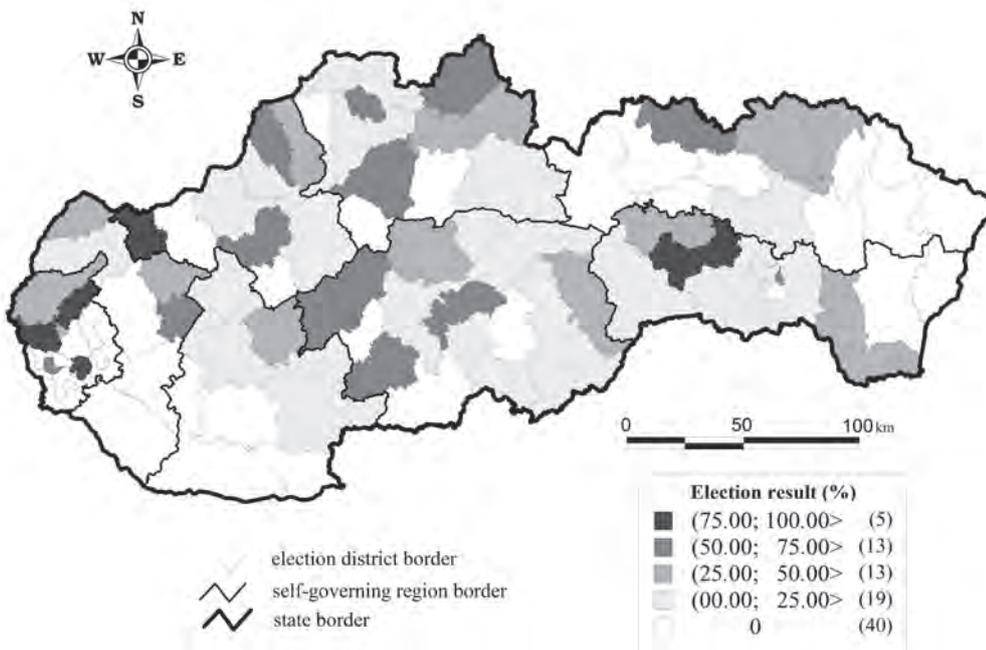 N
W E
S
0 50 100 km
Election result (%)
(75.00; 100.00> (5)
(50.00; 75.00> (13)
(25.00; 50.00> (13)
(00.00; 25.00> (19)
0 (40)
election district border
self-governing region border
state border